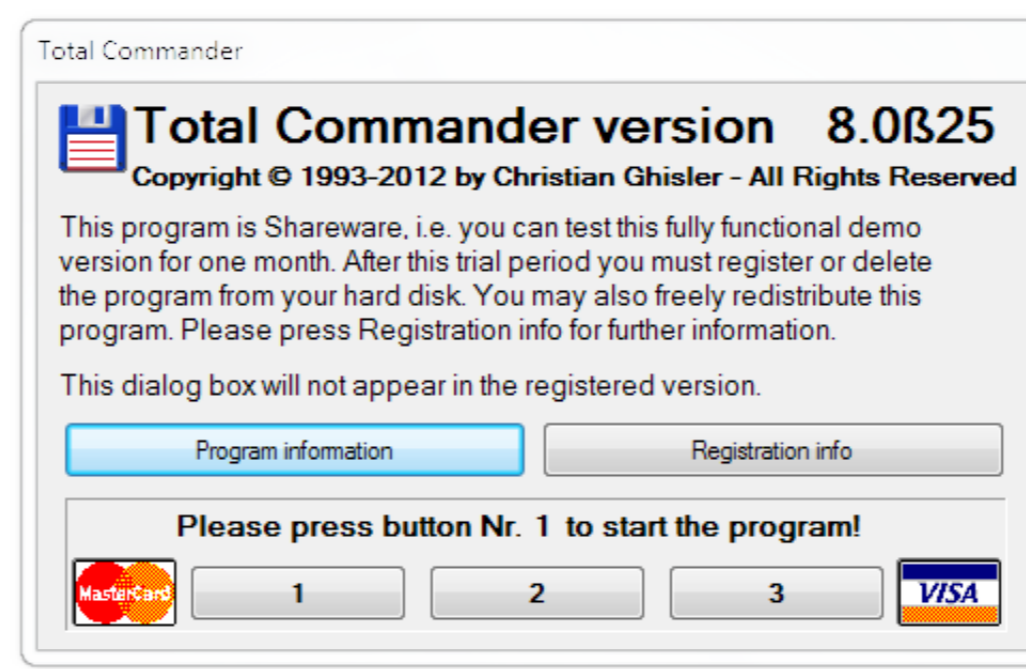 Total Commander
Total Commander version 8.0ß25
Copyright © 1993-2012 by Christian Ghisler - All Rights Reserved
This program is Shareware, i.e. you can test this fully functional demo
version for one month. After this trial period you must register or delete
the program from your hard disk. You may also freely redistribute this
program. Please press Registration info for further information.
This dialog box will not appear in the registered version.
Program information Registration info
Please press button Nr. 1 to start the program!
MasterCard 1 2 3 VISA